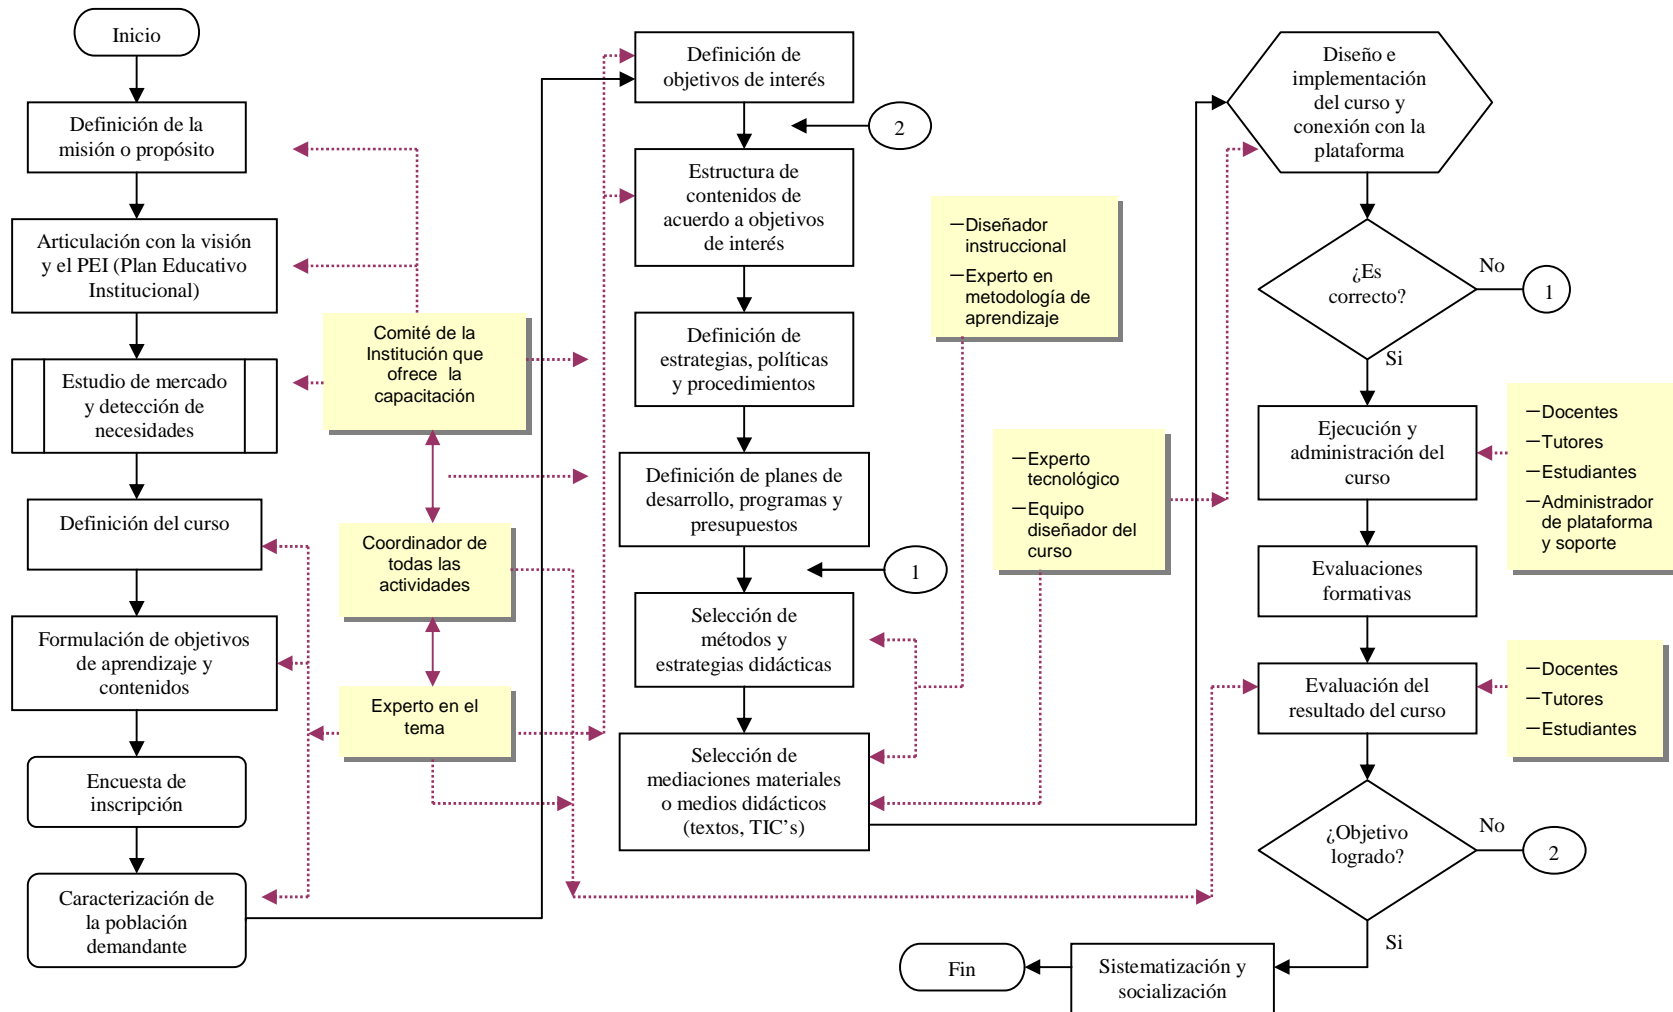 Inicio
Definición de la
misión o propósito
Articulación con la visión
y el PEI (Plan Educativo
Institucional)
Estudio de mercado
y detección de
necesidades
Definición del curso
Formulación de objetivos
de aprendizaje y
contenidos
Encuesta de
inscripción
Caracterización de
la población
demandante
Comité de la
Institución que
ofrece la
capacitación
Coordinador de
todas las
actividades
Experto en el
tema
Definición de
objetivos de interés
2
Estructura de
contenidos de
acuerdo a objetivos
de interés
Definición de
estrategias, políticas
y procedimientos
Definición de planes de
desarrollo, programas y
presupuestos
1
Selección de
métodos y
estrategias didácticas
Selección de
mediaciones materiales
o medios didácticos
(textos, TIC's)
–Diseñador
instruccional
–Experto en
metodología de
aprendizaje
–Experto
tecnológico
–Equipo
diseñador del
curso
Diseño e
implementación
del curso y
conexión con la
plataforma
¿Es
correcto?
No
1
Si
Ejecución y
administración del
curso
–Docentes
–Tutores
–Estudiantes
–Administrador
de plataforma
y soporte
Evaluaciones
formativas
Evaluación del
resultado del curso
–Docentes
–Tutores
–Estudiantes
¿Objetivo
logrado?
No
2
Si
Sistematización y
socialización
Fin